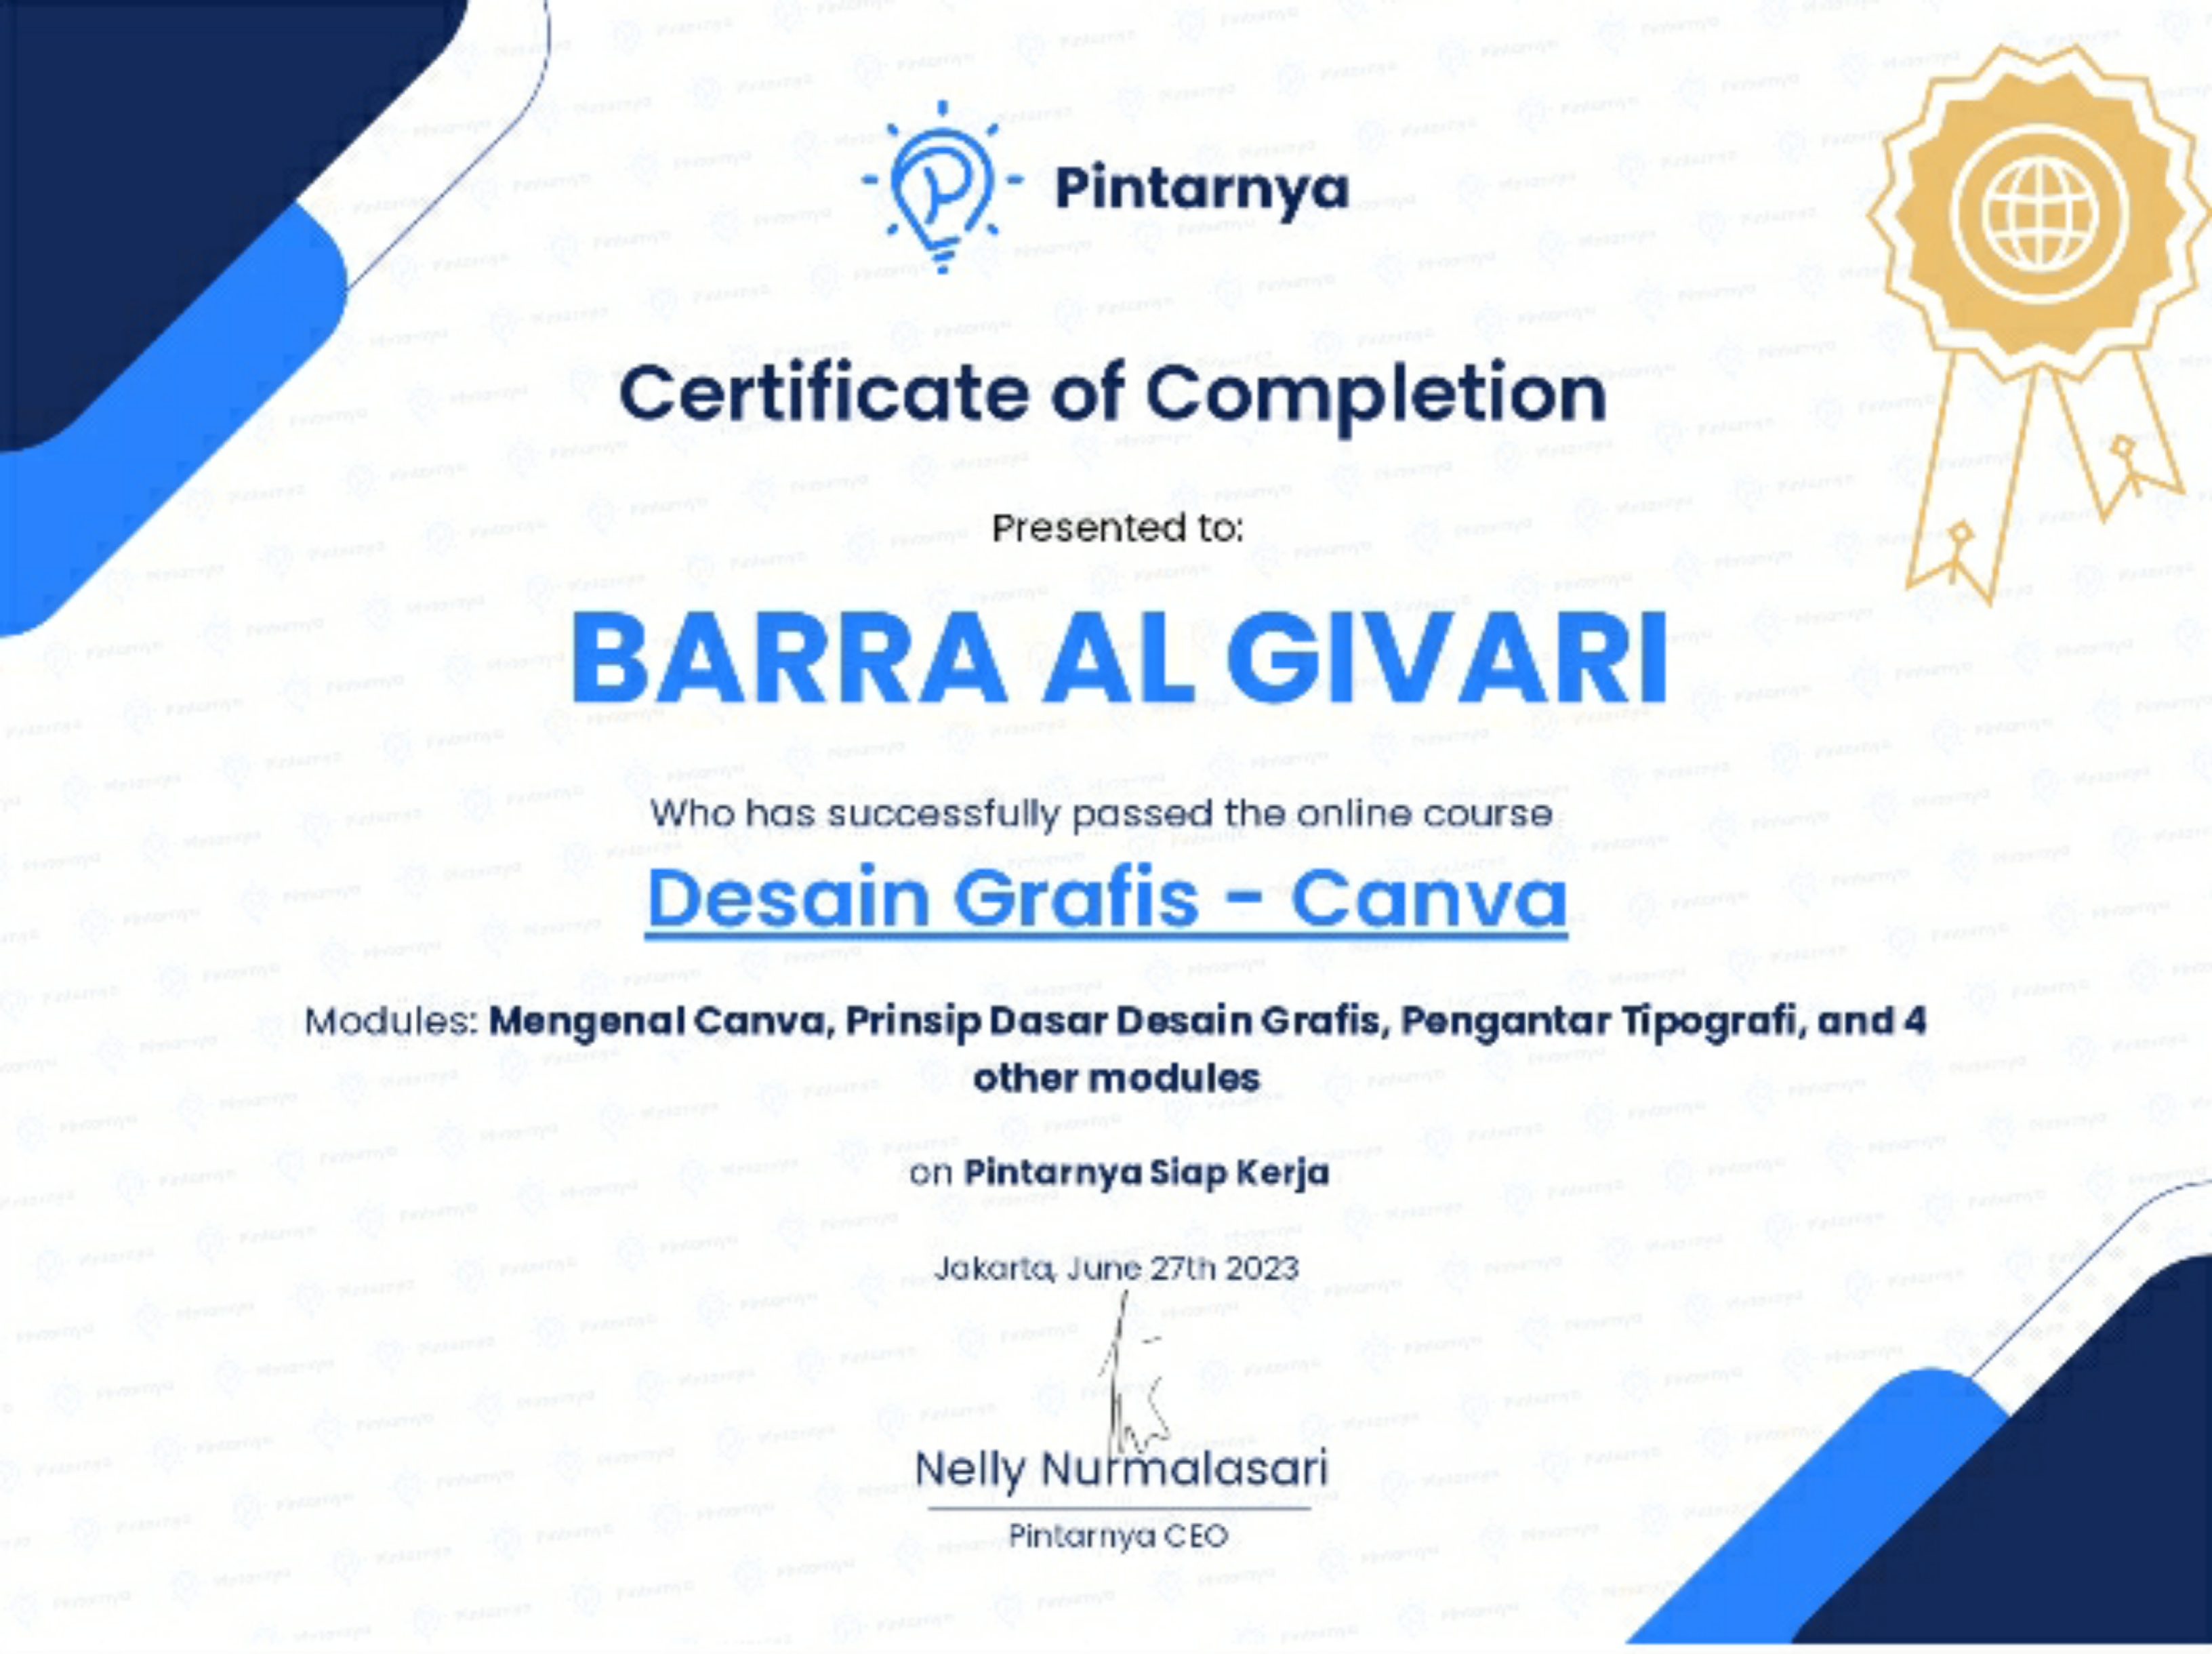 Pintarnya
Certificate of Completion
Presented to:
BARRA AL GIVARI
Who has successfully passed the online course
Desain Grafis - Canva
Modules: Mengenal Canva, Prinsip Dasar Desain Grafis, Pengantar Tipografi, and 4
other modules
on Pintarnya Siap Kerja
Jakarta, June 27th 2023
Nelly Nurmalasari
Pintarnya CEO